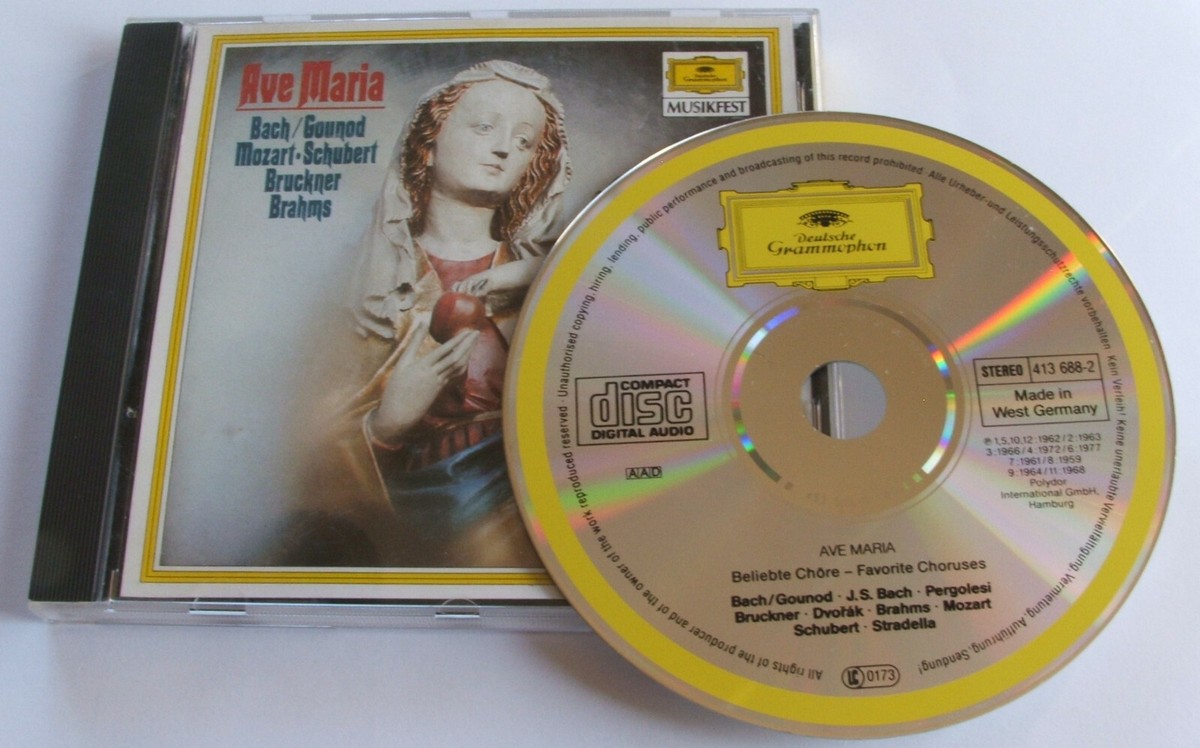 Ave Maria
Bach/Gounod
Mozart·Schubert
Bruckner
Brahms
Deutsche
Grammophon
MUSIKFEST
Deutsche
Grammophon
COMPACT
disc
DIGITAL AUDIO
AAD
STEREO 413 688-2
Made in
West Germany
℗ 1,5,10,12:1962/2:1963
3:1966/4:1972/6:1977
7:1961/8:1959
9:1964/11:1968
Polydor
International GmbH,
Hamburg
AVE MARIA
Beliebte Chöre – Favorite Choruses
Bach/Gounod · J.S. Bach · Pergolesi
Bruckner · Dvořák · Brahms · Mozart
Schubert · Stradella
LC 0173
All rights of the producer and of the owner of the work reproduced reserved · Unauthorised copying, hiring, lending, public performance and broadcasting of this record prohibited · Alle Urheber-und Leistungsschutzrechte vorbehalten · Kein Verleih! Keine unerlaubte Vervielfältigung, Vermietung, Aufführung, Sendung!